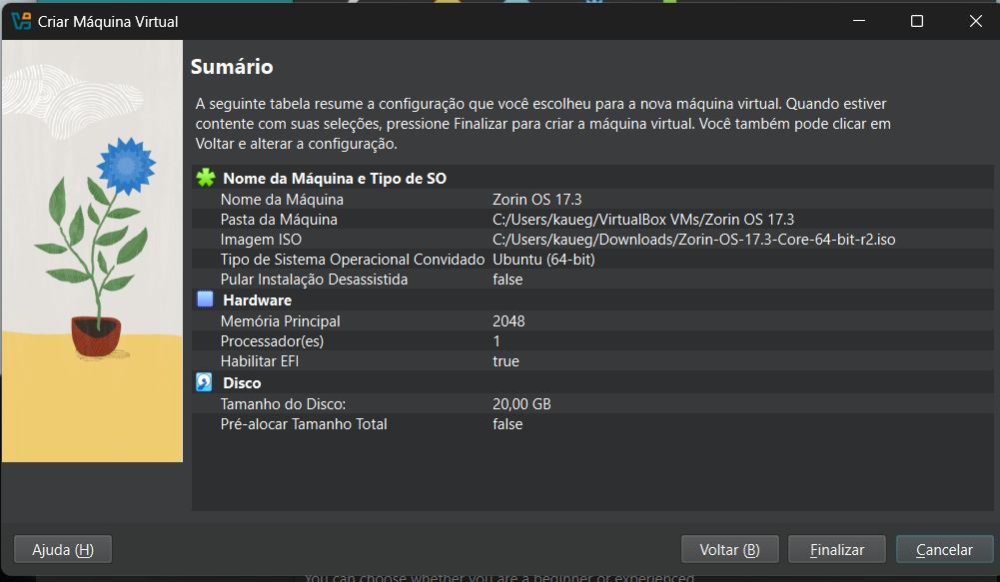 Criar Máquina Virtual
Sumário
A seguinte tabela resume a configuração que você escolheu para a nova máquina virtual. Quando estiver
contente com suas seleções, pressione Finalizar para criar a máquina virtual. Você também pode clicar em
Voltar e alterar a configuração.
Nome da Máquina e Tipo de SO
Nome da Máquina Zorin OS 17.3
Pasta da Máquina C:/Users/kaueg/VirtualBox VMs/Zorin OS 17.3
Imagem ISO C:/Users/kaueg/Downloads/Zorin-OS-17.3-Core-64-bit-r2.iso
Tipo de Sistema Operacional Convidado Ubuntu (64-bit)
Pular Instalação Desassistida false
Hardware
Memória Principal 2048
Processador(es) 1
Habilitar EFI true
Disco
Tamanho do Disco: 20,00 GB
Pré-alocar Tamanho Total false
Ajuda (H) Voltar (B) Finalizar Cancelar
You can choose whether you are a beginner or experienced